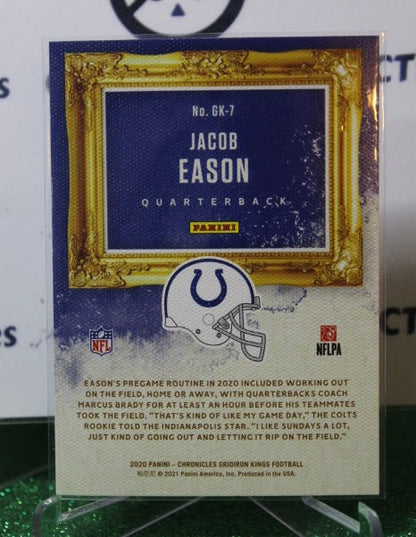 No. GK-7
JACOB
EASON
QUARTERBACK
PANINI
NFL
NFLPA
EASON'S PREGAME ROUTINE IN 2020 INCLUDED WORKING OUT
ON THE FIELD, HOME OR AWAY, WITH QUARTERBACKS COACH
MARCUS BRADY FOR AT LEAST AN HOUR BEFORE HIS TEAMMATES
TOOK THE FIELD. "THAT'S KIND OF LIKE MY GAME DAY," THE COLTS
ROOKIE TOLD THE INDIANAPOLIS STAR. "I LIKE SUNDAYS A LOT,
JUST KIND OF GOING OUT AND LETTING IT RIP ON THE FIELD."
2020 PANINI – CHRONICLES GRIDIRON KINGS FOOTBALL
帕尼尼 © 2021 Panini America, Inc. Produced in the USA.